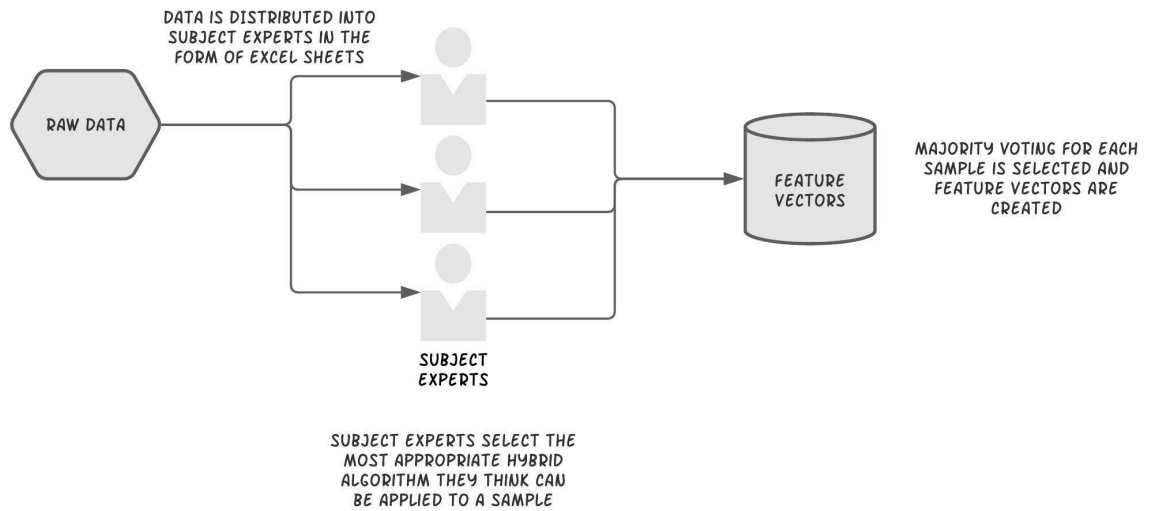 DATA IS DISTRIBUTED INTO
SUBJECT EXPERTS IN THE
FORM OF EXCEL SHEETS
RAW DATA
FEATURE
VECTORS
MAJORITY VOTING FOR EACH
SAMPLE IS SELECTED AND
FEATURE VECTORS ARE
CREATED
SUBJECT
EXPERTS
SUBJECT EXPERTS SELECT THE
MOST APPROPRIATE HYBRID
ALGORITHM THEY THINK CAN
BE APPLIED TO A SAMPLE